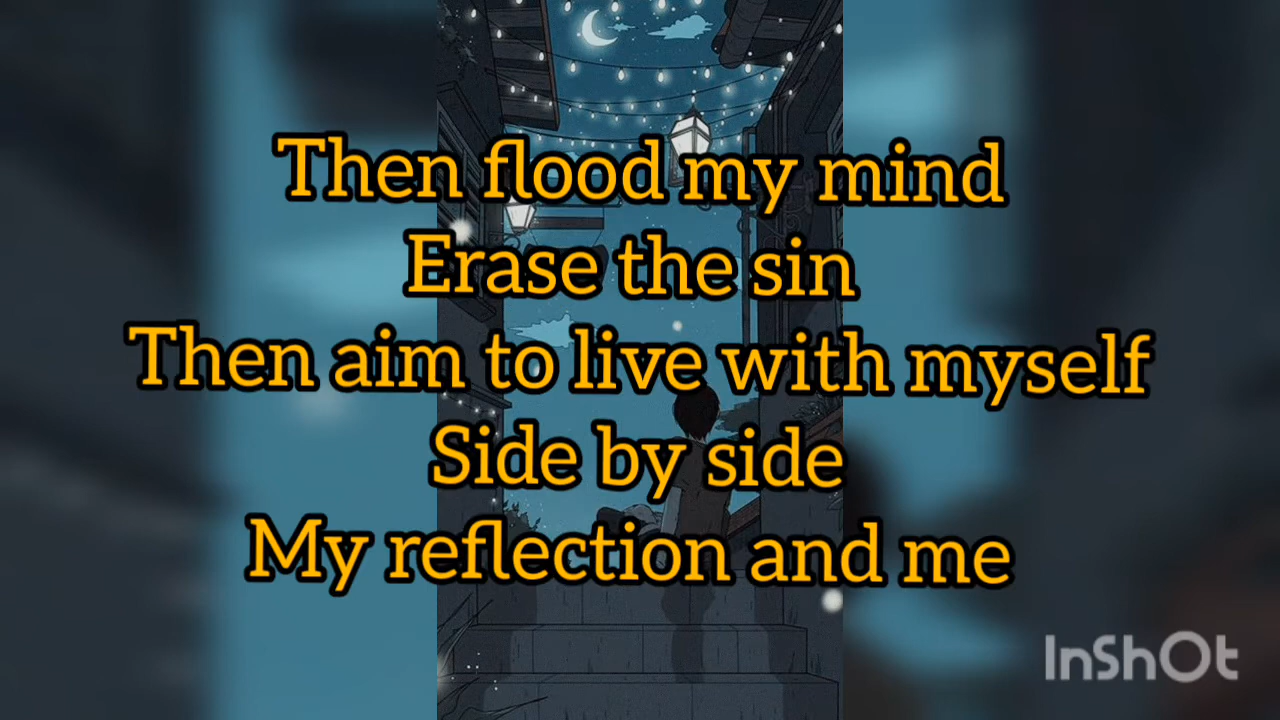 Then flood my mind
Erase the sin
Then aim to live with myself
Side by side
My reflection and me
InShOt